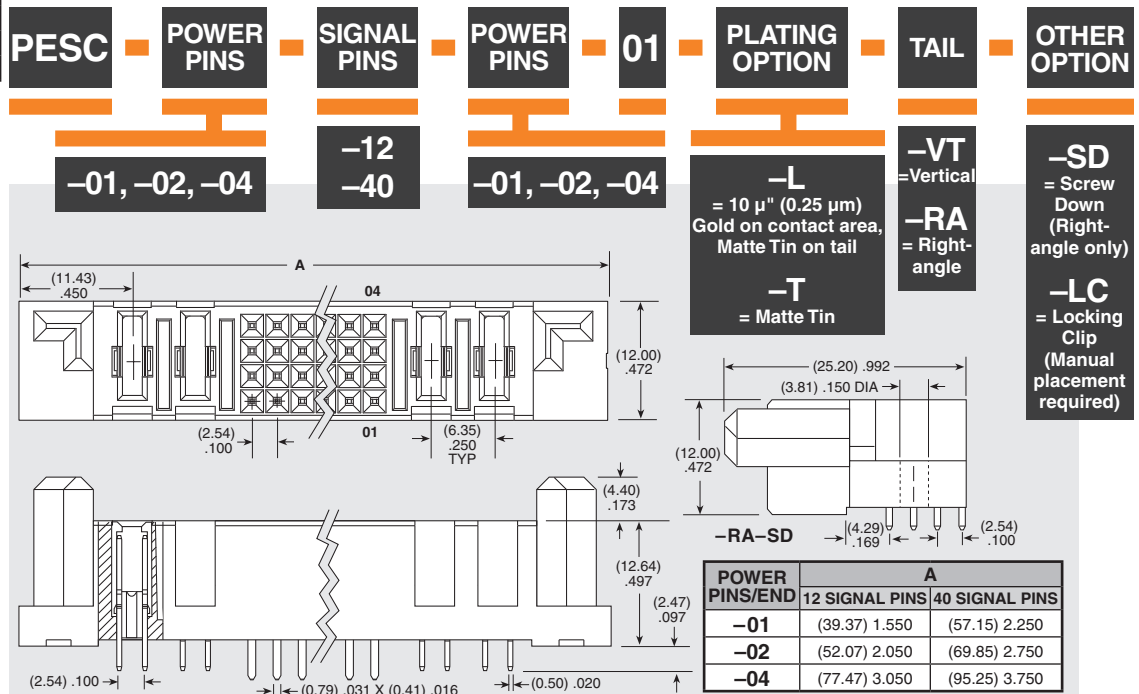 PESC
POWER
PINS
SIGNAL
PINS
POWER
PINS
01
PLATING
OPTION
TAIL
OTHER
OPTION
–01, –02, –04
–12
–40
–01, –02, –04
–L
= 10 µ" (0.25 µm)
Gold on contact area,
Matte Tin on tail
–T
= Matte Tin
–VT
=Vertical
–RA
= Right-
angle
–SD
= Screw
Down
(Right-
angle only)
–LC
= Locking
Clip
(Manual
placement
required)
A
(11.43)
.450
04
(12.00)
.472
(2.54)
.100
01
(6.35)
.250
TYP
(25.20) .992
(3.81) .150 DIA
(12.00)
.472
–RA–SD
(4.29)
.169
(2.54)
.100
(4.40)
.173
(12.64)
.497
(2.47)
.097
(2.54) .100
(0.79) .031 X (0.41) .016
(0.50) .020
POWER PINS/END A
12 SIGNAL PINS 40 SIGNAL PINS
–01 (39.37) 1.550 (57.15) 2.250
–02 (52.07) 2.050 (69.85) 2.750
–04 (77.47) 3.050 (95.25) 3.750